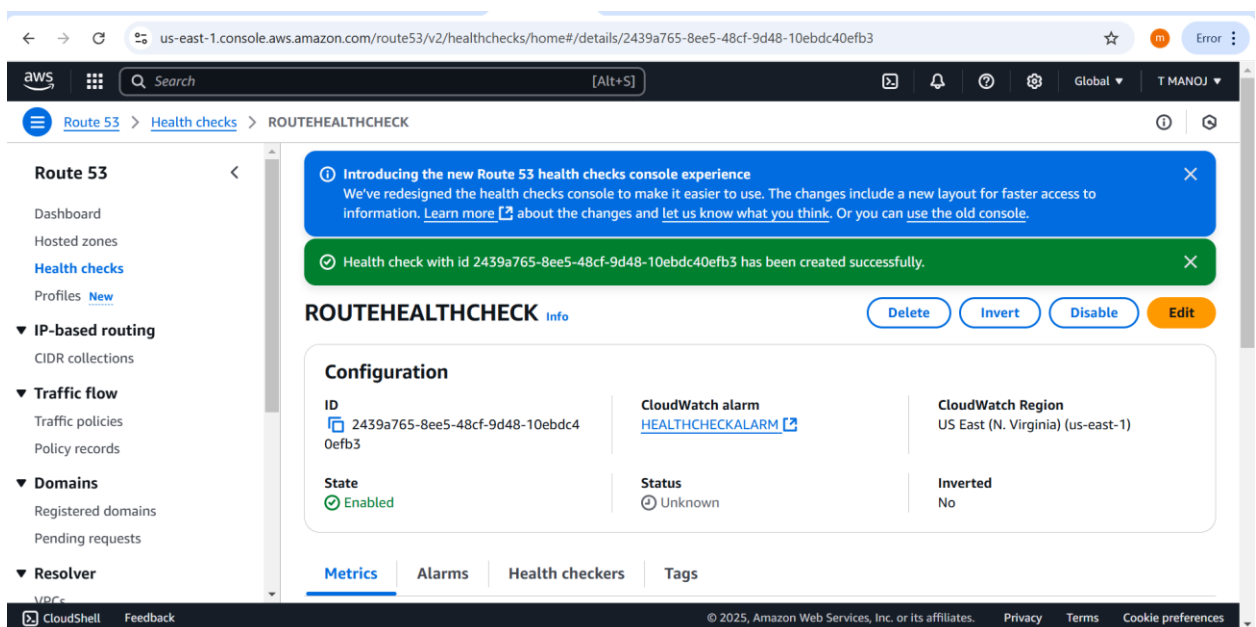 us-east-1.console.aws.amazon.com/route53/v2/healthchecks/home#/details/2439a765-8ee5-48cf-9d48-10ebdc40efb3
m
Error
aws
Search
[Alt+S]
Global
T MANOJ
Route 53 > Health checks > ROUTEHEALTHCHECK
Route 53
Dashboard
Hosted zones
Health checks
Profiles New
IP-based routing
CIDR collections
Traffic flow
Traffic policies
Policy records
Domains
Registered domains
Pending requests
Resolver
VPCs
Introducing the new Route 53 health checks console experience
We've redesigned the health checks console to make it easier to use. The changes include a new layout for faster access to
information. Learn more about the changes and let us know what you think. Or you can use the old console.
Health check with id 2439a765-8ee5-48cf-9d48-10ebdc40efb3 has been created successfully.
ROUTEHEALTHCHECK Info
Delete
Invert
Disable
Edit
Configuration
ID
2439a765-8ee5-48cf-9d48-10ebdc4
0efb3
CloudWatch alarm
HEALTHCHECKALARM
CloudWatch Region
US East (N. Virginia) (us-east-1)
State
Enabled
Status
Unknown
Inverted
No
Metrics
Alarms
Health checkers
Tags
CloudShell
Feedback
© 2025, Amazon Web Services, Inc. or its affiliates.
Privacy
Terms
Cookie preferences